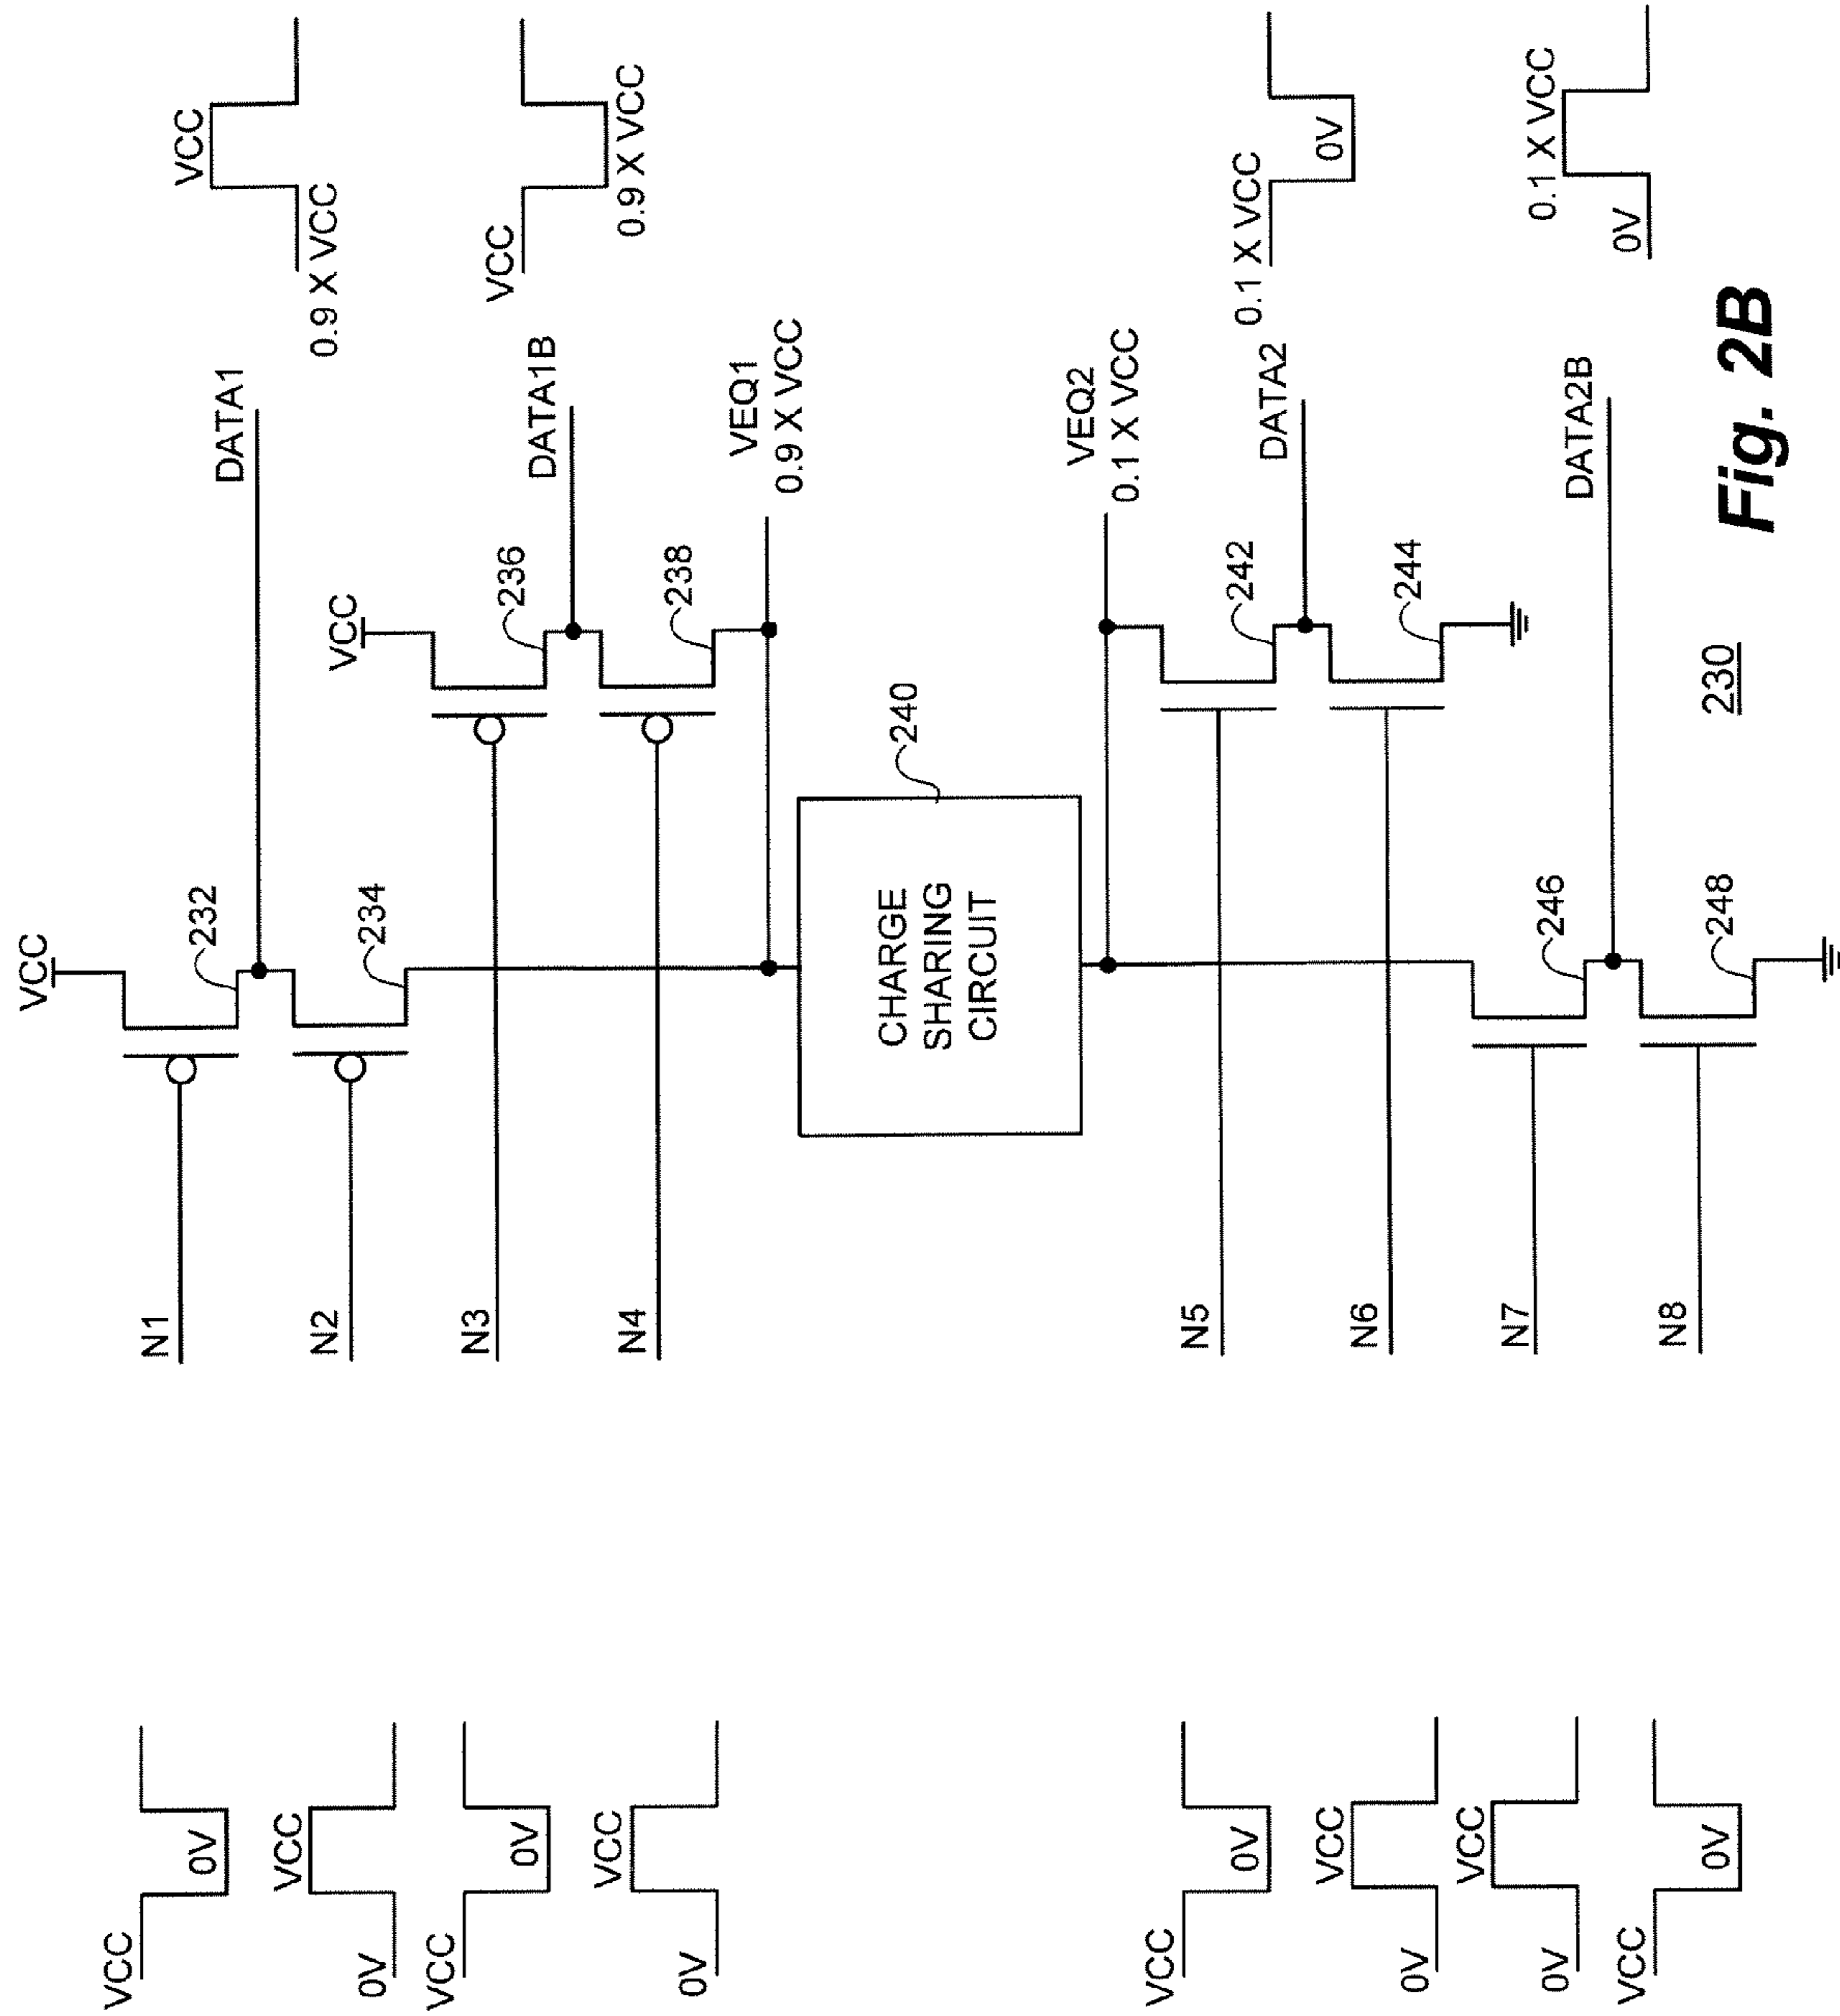 VCC
0V
0V
VCC
VCC
0V
0V
VCC
VCC
0V
0V
VCC
0V
VCC
VCC
0V
N1
N2
N3
N4
N5
N6
N7
N8
VCC
232
234
VCC
236
238
CHARGE
SHARING
CIRCUIT
240
242
244
246
248
DATA1
DATA1B
VEQ1
0.9 X VCC
VEQ2
0.1 X VCC
DATA2
DATA2B
VCC
0.9 X VCC
VCC
0.9 X VCC
0.1 X VCC
0V
0.1 X VCC
0V
230
Fig. 2B